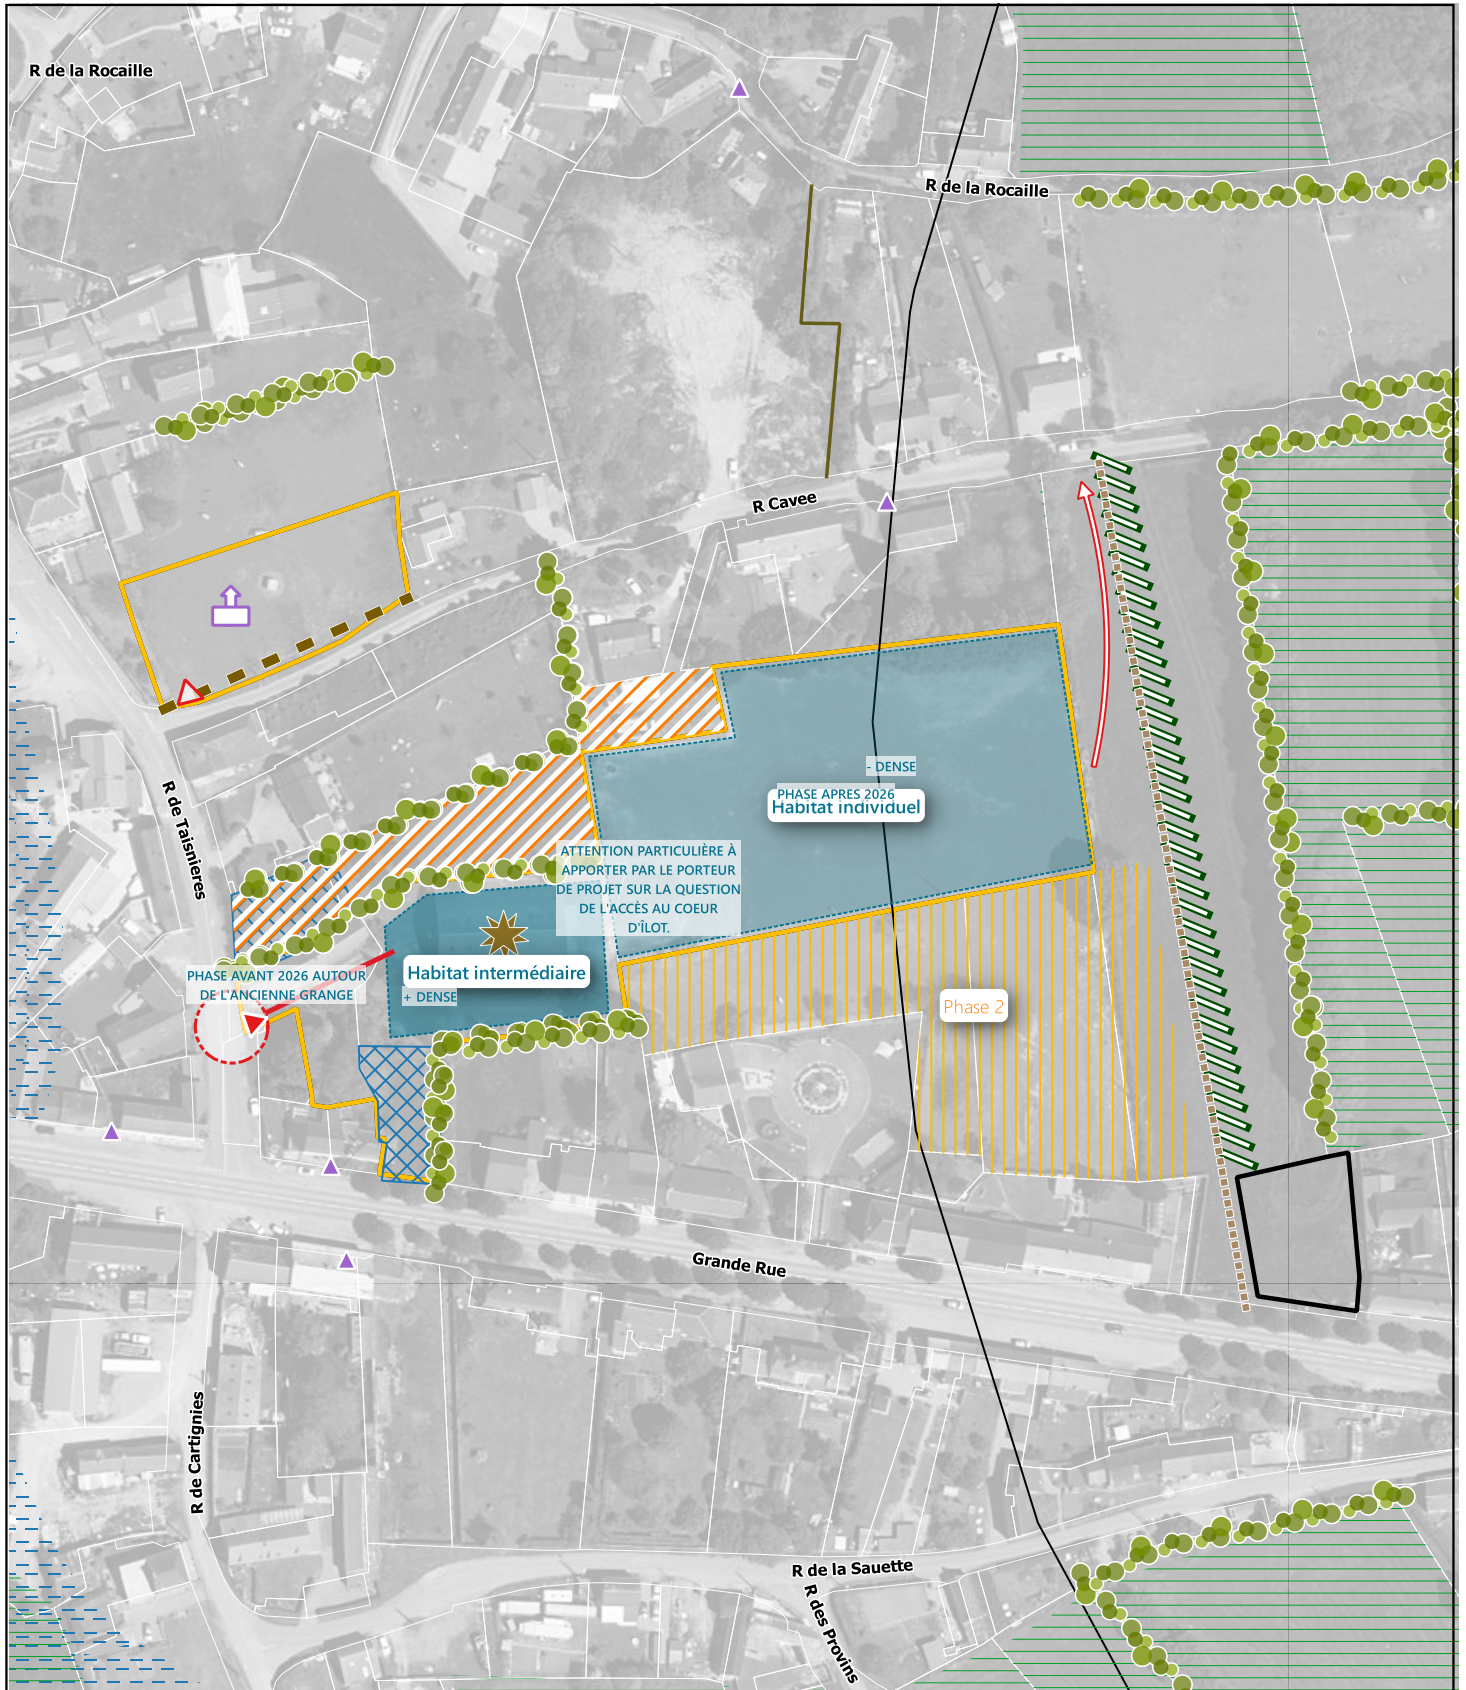 R de la Rocaille
R de la Rocaille
R Cavee
R de Taisnieres
- DENSE
PHASE APRES 2026
Habitat individuel
ATTENTION PARTICULIÈRE À
APPORTER PAR LE PORTEUR
DE PROJET SUR LA QUESTION
DE L'ACCÈS AU COEUR
D'ÎLOT.
PHASE AVANT 2026 AUTOUR
DE L'ANCIENNE GRANGE
Habitat intermédiaire
+ DENSE
Phase 2
Grande Rue
R de Cartignies
R de la Sauette
R des Provins